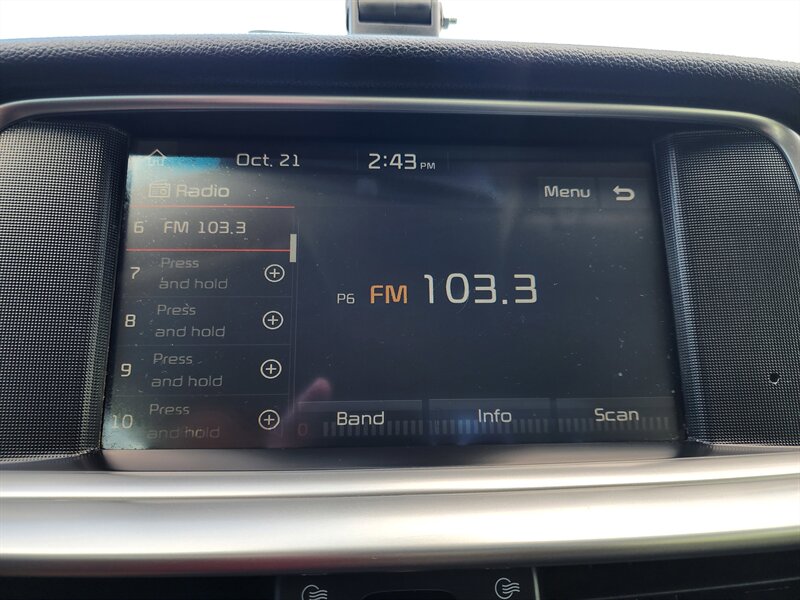 Oct. 21 2:43 PM
Radio Menu
6 FM 103.3
7 Press and hold
8 Press and hold
9 Press and hold
10 Press and hold
P6 FM 103.3
0 Band Info Scan